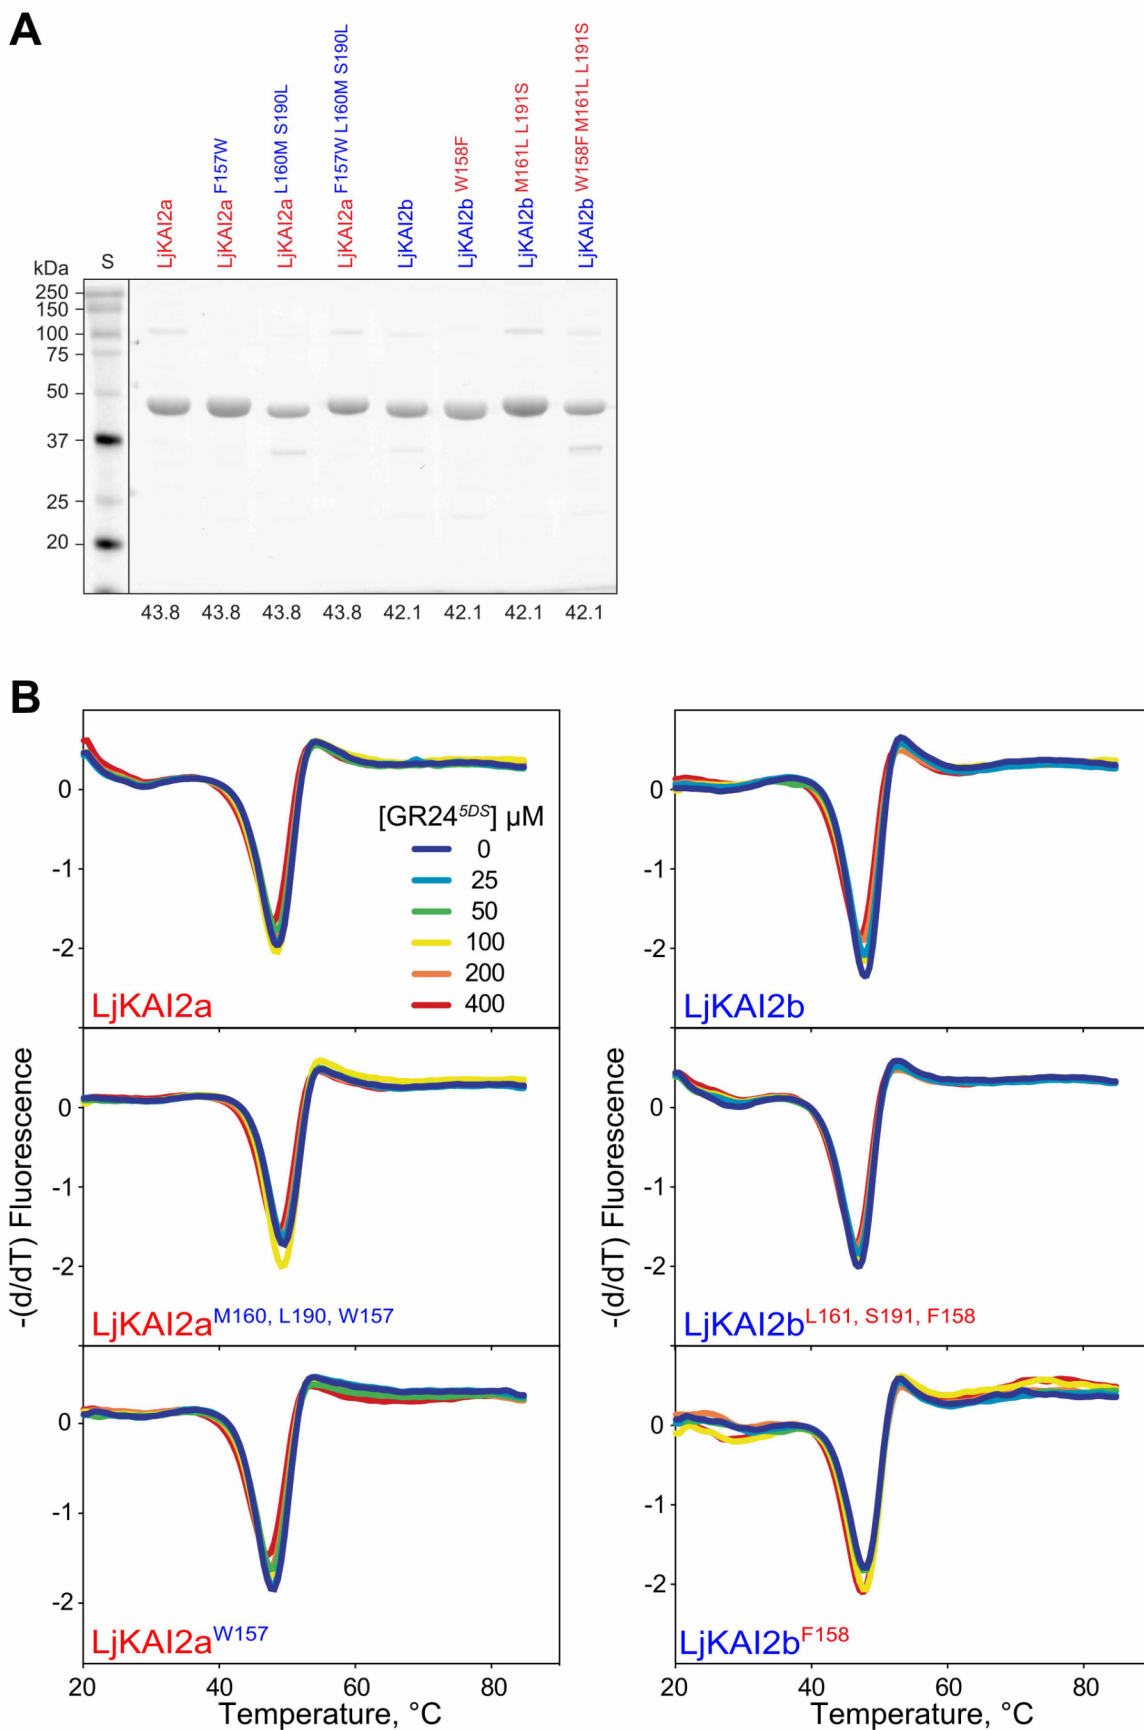 A
LjKAI2a
LjKAI2a F157W
LjKAI2a L160M S190L
LjKAI2a F157W L160M S190L
LjKAI2b
LjKAI2b W158F
LjKAI2b M161L L191S
LjKAI2b W158F M161L L191S
kDa
S
250
150
100
75
50
37
25
20
43.8 43.8 43.8 43.8 42.1 42.1 42.1 42.1
B
0
-1
-2
[GR24 5DS] µM
0
25
50
100
200
400
LjKAI2a
0
-1
-2
LjKAI2b
-(d/dT) Fluorescence
0
-1
-2
LjKAI2a M160, L190, W157
-(d/dT) Fluorescence
0
-1
-2
LjKAI2b L161, S191, F158
0
-1
-2
LjKAI2a W157
20 40 60 80
Temperature, °C
0
-1
-2
LjKAI2b F158
20 40 60 80
Temperature, °C